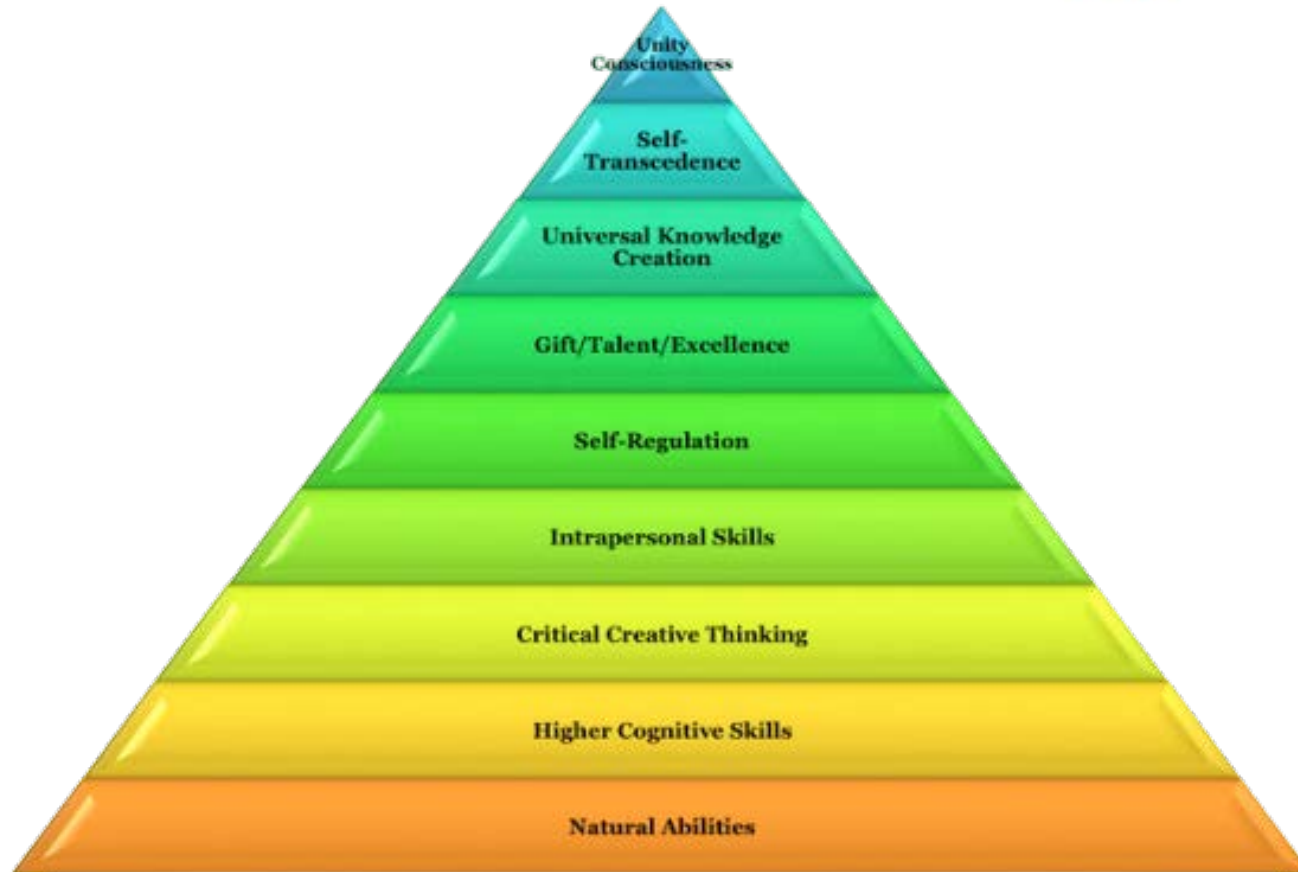 Unity
Consciousness
Self-
Transcedence
Universal Knowledge
Creation
Gift/Talent/Excellence
Self-Regulation
Intrapersonal Skills
Critical Creative Thinking
Higher Cognitive Skills
Natural Abilities